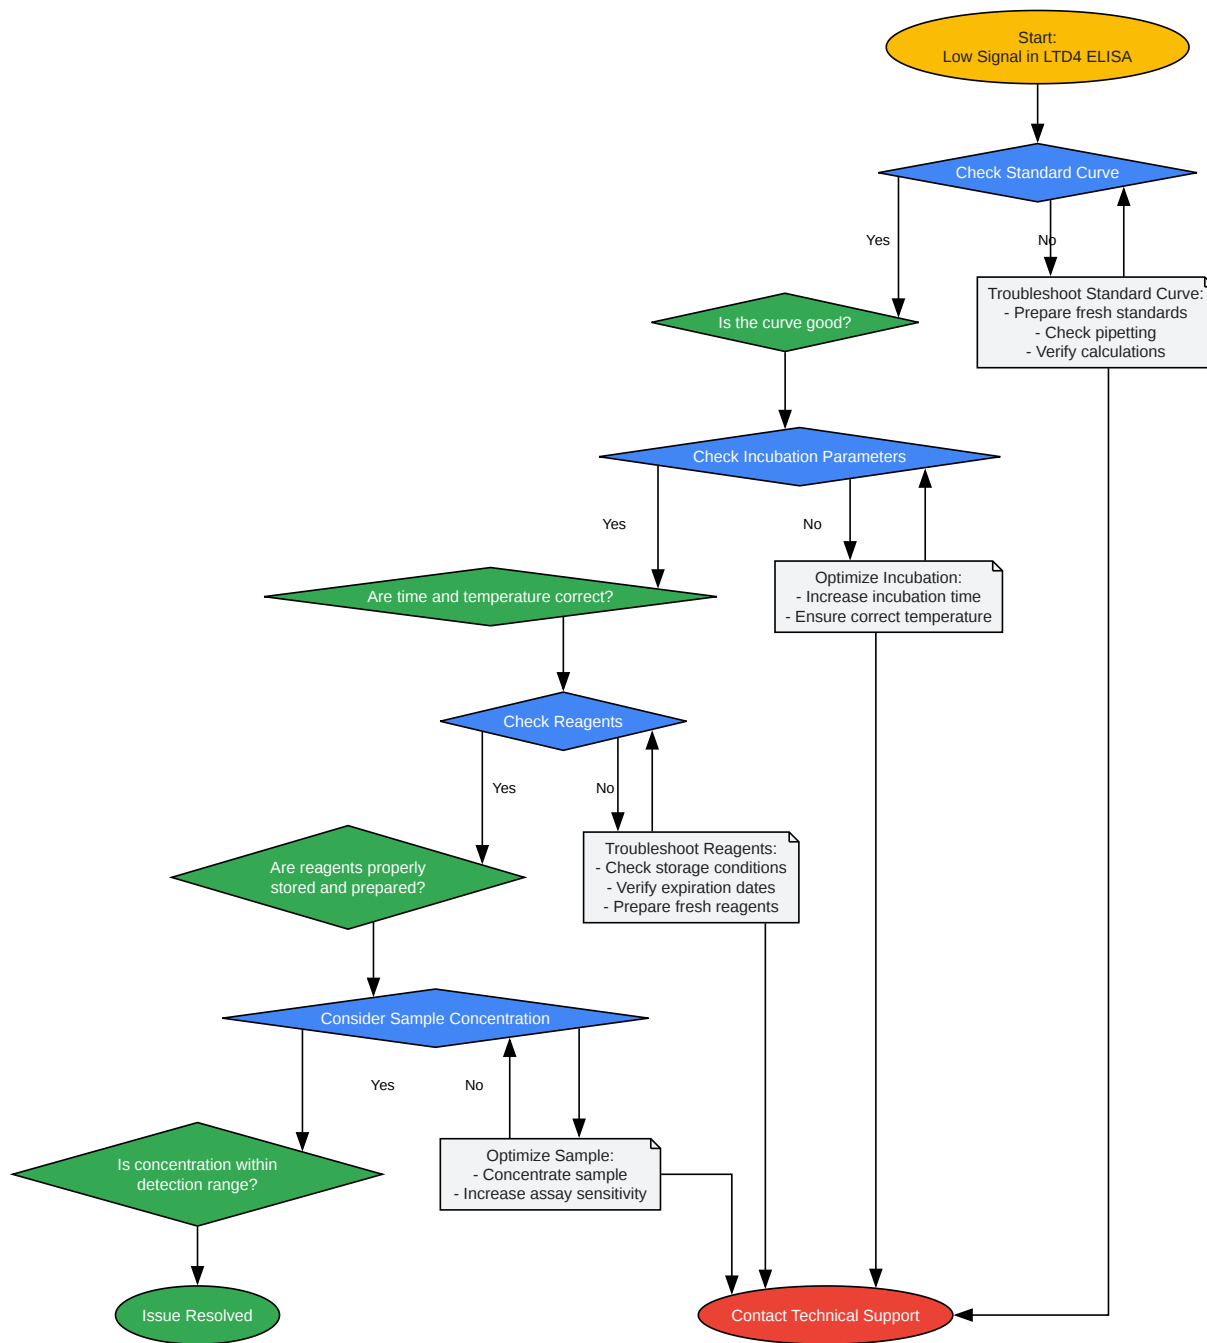 Start:
Low Signal in LTD4 ELISA
Check Standard Curve
Yes
No
Troubleshoot Standard Curve:
- Prepare fresh standards
- Check pipetting
- Verify calculations
Is the curve good?
Check Incubation Parameters
Yes
No
Optimize Incubation:
- Increase incubation time
- Ensure correct temperature
Are time and temperature correct?
Check Reagents
Yes
No
Troubleshoot Reagents:
- Check storage conditions
- Verify expiration dates
- Prepare fresh reagents
Are reagents properly
stored and prepared?
Consider Sample Concentration
Yes
No
Optimize Sample:
- Concentrate sample
- Increase assay sensitivity
Is concentration within
detection range?
Issue Resolved
Contact Technical Support